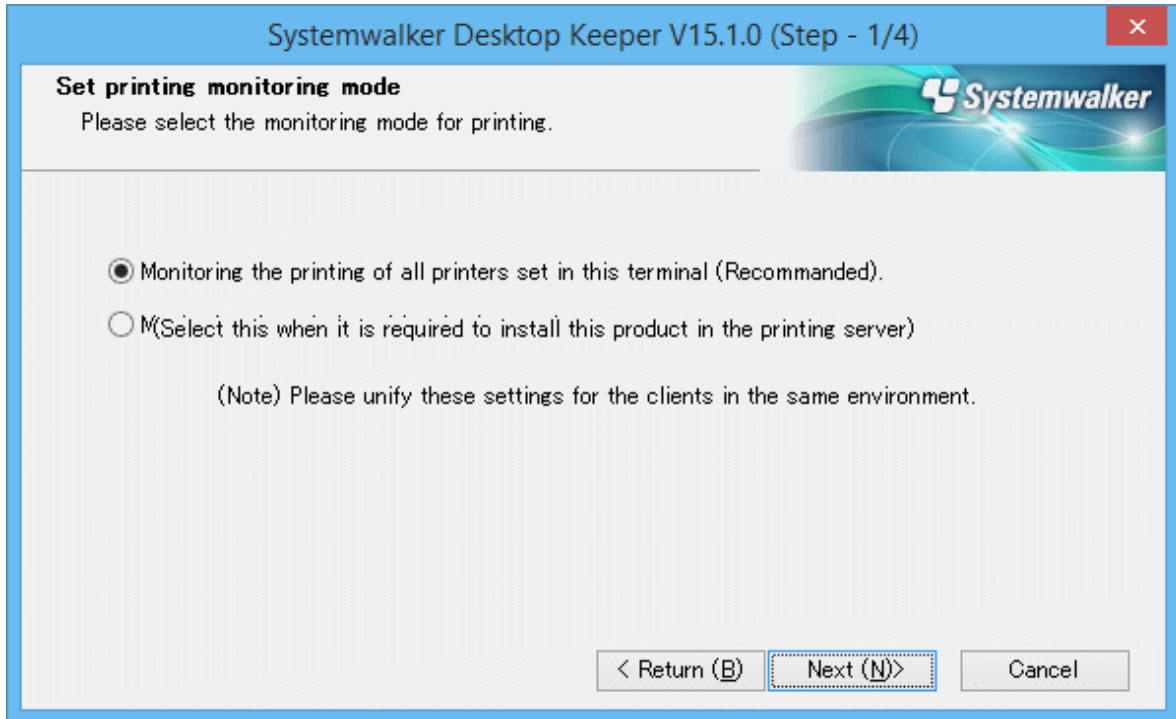 Systemwalker Desktop Keeper V15.1.0 (Step - 1/4)
Set printing monitoring mode
Please select the monitoring mode for printing.
Systemwalker
Monitoring the printing of all printers set in this terminal (Recommanded).
M(Select this when it is required to install this product in the printing server)
(Note) Please unify these settings for the clients in the same environment.
< Return (B)
Next (N)>
Cancel